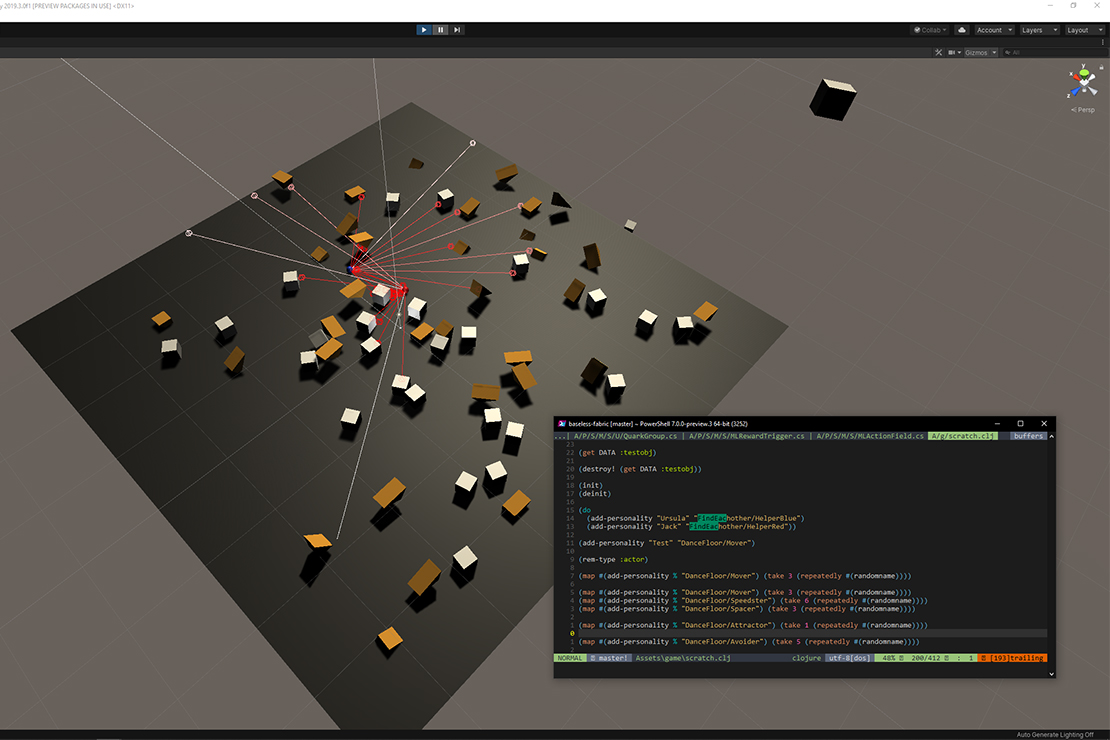 y 2019.3.0f1 [PREVIEW PACKAGES IN USE] <DX11>
Collab Account Layers Layout
Gizmos All
y
x
z
Persp
baseless-fabric [master] ~ PowerShell 7.0.0-preview.3 64-bit (3252)
...| A/P/S/M/S/U/QuarkGroup.cs | A/P/S/M/S/MLRewardTrigger.cs | A/P/S/M/S/MLActionField.cs A/g/scratch.clj buffers
23
22 (get DATA :testobj)
21
20 (destroy! (get DATA :testobj))
19
18 (init)
17 (deinit)
16
15 (do
14 (add-personality "Ursula" "FindEachother/HelperBlue")
13 (add-personality "Jack" "FindEachother/HelperRed"))
12
11 (add-personality "Test" "DanceFloor/Mover")
10
9 (rem-type :actor)
8
7 (map #(add-personality % "DanceFloor/Mover") (take 3 (repeatedly #(randomname))))
6
5 (map #(add-personality % "DanceFloor/Mover") (take 3 (repeatedly #(randomname))))
4 (map #(add-personality % "DanceFloor/Speedster") (take 6 (repeatedly #(randomname))))
3 (map #(add-personality % "DanceFloor/Spacer") (take 3 (repeatedly #(randomname))))
2
1 (map #(add-personality % "DanceFloor/Attractor") (take 1 (repeatedly #(randomname))))
0
1 (map #(add-personality % "DanceFloor/Avoider") (take 5 (repeatedly #(randomname))))
2
NORMAL master! Assets\game\scratch.clj clojure utf-8[dos] 48% 200/412 : 1 [193]trailing
Auto Generate Lighting Off